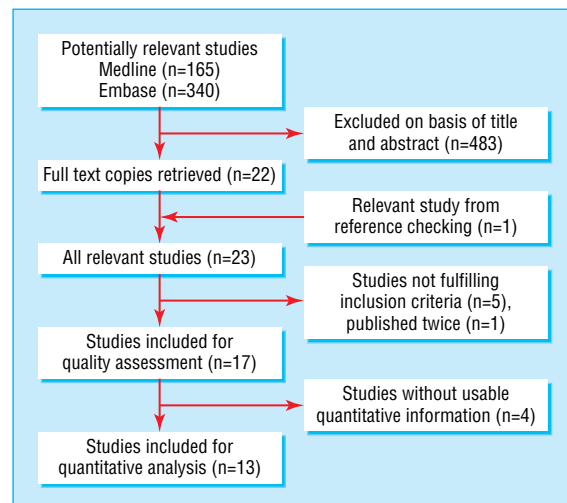 Potentially relevant studies
Medline (n=165)
Embase (n=340)
Excluded on basis of title
and abstract (n=483)
Full text copies retrieved (n=22)
Relevant study from
reference checking (n=1)
All relevant studies (n=23)
Studies not fulfilling
inclusion criteria (n=5),
published twice (n=1)
Studies included for
quality assessment (n=17)
Studies without usable
quantitative information (n=4)
Studies included for
quantitative analysis (n=13)